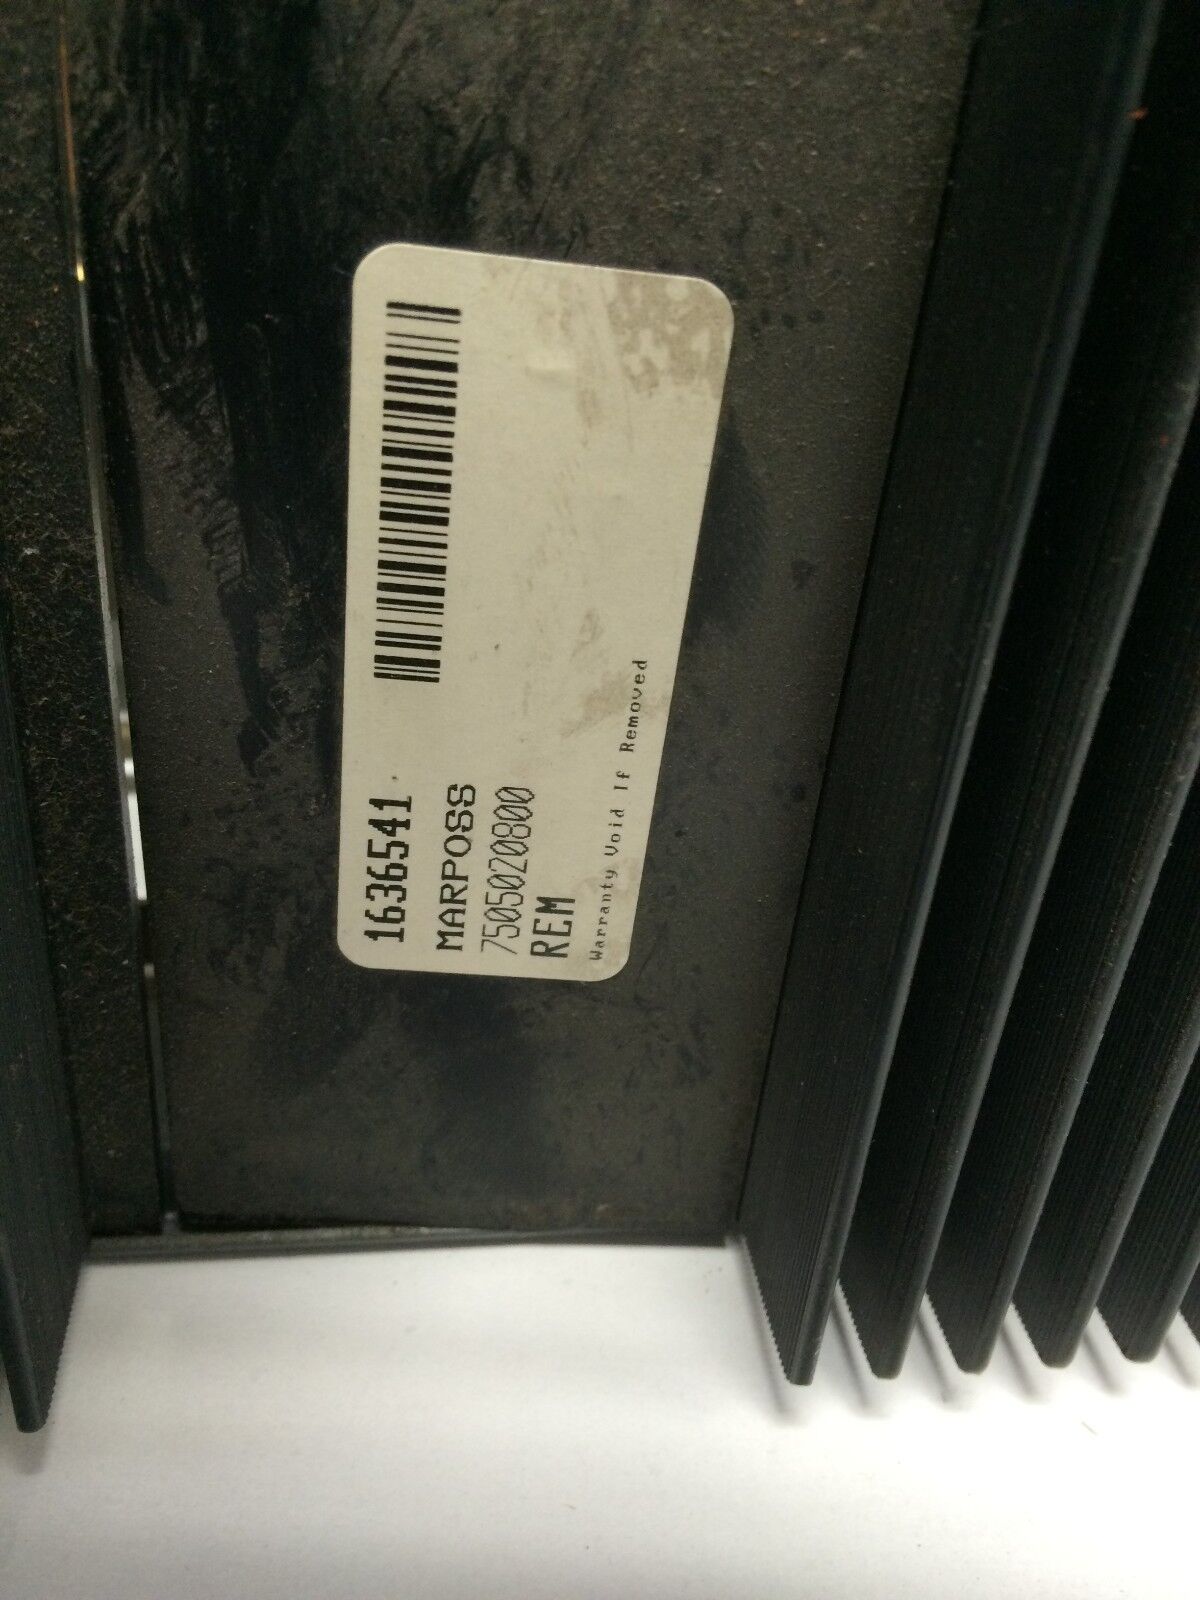 1636541
MARPOSS
7505020800
REM
Warranty Void If Removed